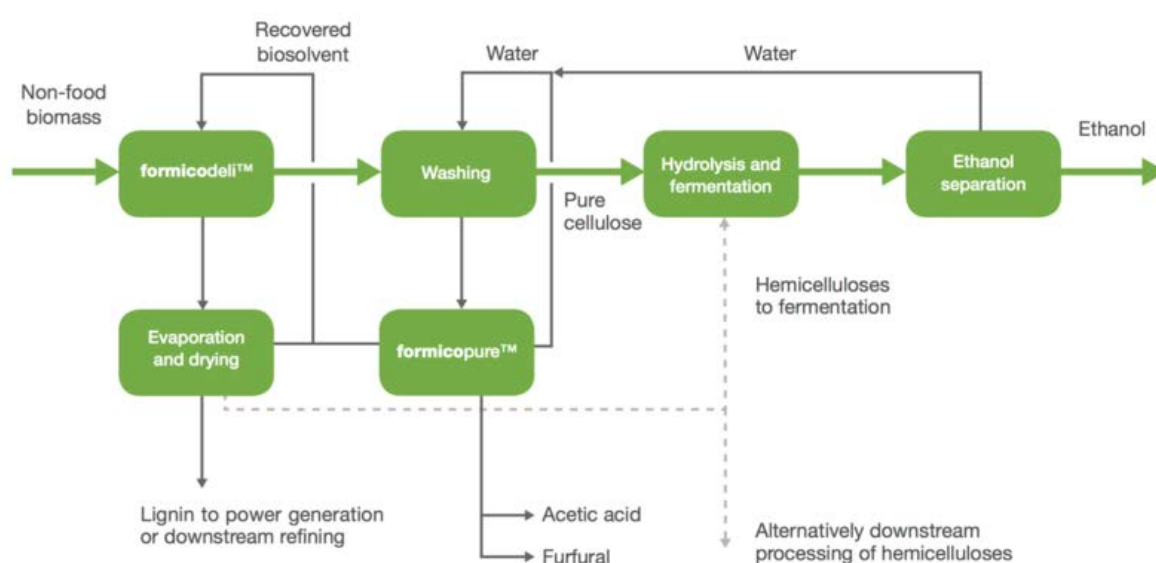 Recovered
biosolvent
Water
Water
Non-food
biomass
Ethanol
formicodeli™
Washing
Hydrolysis and
fermentation
Ethanol
separation
Pure
cellulose
Hemicelluloses
to fermentation
Evaporation
and drying
formicopure™
Lignin to power generation
or downstream refining
Acetic acid
Furfural
Alternatively downstream
processing of hemicelluloses